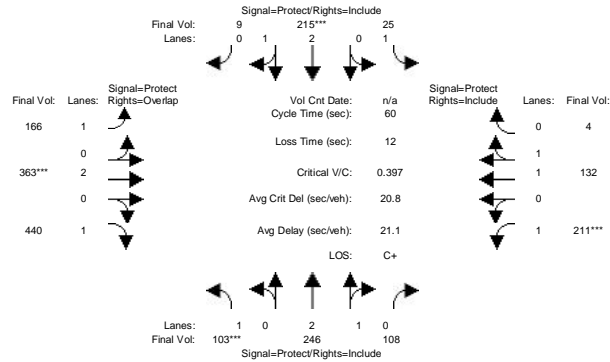 Signal=Protect/Rights=Include
Final Vol: 9 215*** 25
Lanes: 0 1 2 0 1
Signal=Protect
Final Vol: Lanes: Rights=Overlap
Vol Cnt Date: n/a
Cycle Time (sec): 60
Signal=Protect
Rights=Include Lanes: Final Vol:
166 1
0 4
Loss Time (sec): 12
0
1
363*** 2
Critical V/C: 0.397
1 132
0
Avg Crit Del (sec/veh): 20.8
0
440 1
Avg Delay (sec/veh): 21.1
1 211***
LOS: C+
Lanes: 1 0 2 1 0
Final Vol: 103*** 246 108
Signal=Protect/Rights=Include